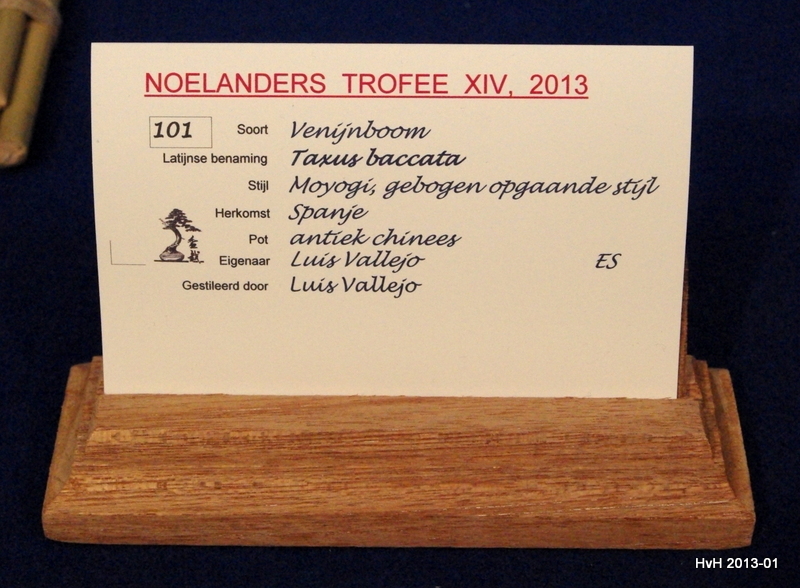 NOELANDERS TROFEE XIV, 2013
101 Soort Venijnboom
Latijnse benaming Taxus baccata
Stijl Moyogi, gebogen opgaande stijl
Herkomst Spanje
Pot antiek chinees
Eigenaar Luis Vallejo ES
Gestileerd door Luis Vallejo
HvH 2013-01